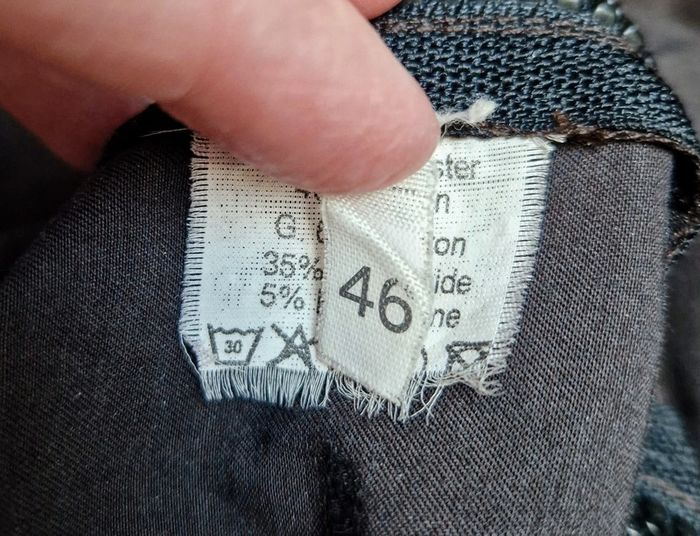 ster
n
G. on
35% ide
5% ne
46
30